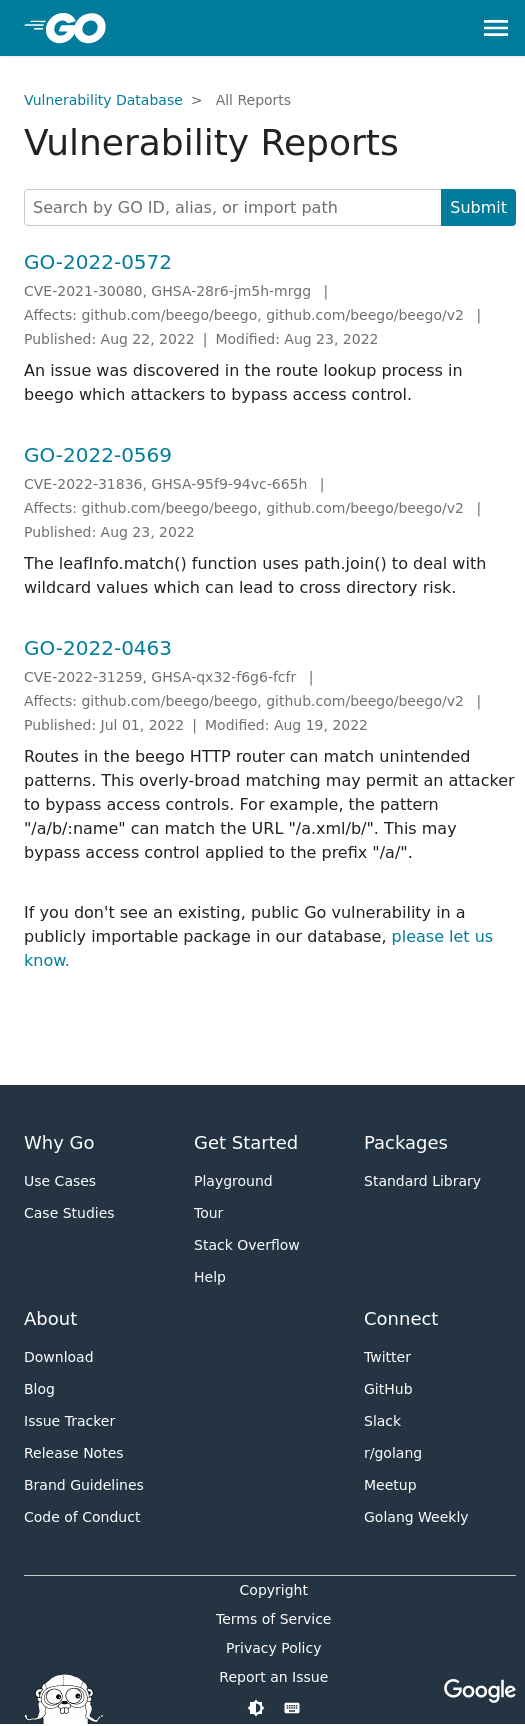 GO
Vulnerability Database > All Reports
Vulnerability Reports
Search by GO ID, alias, or import path Submit
GO-2022-0572
CVE-2021-30080, GHSA-28r6-jm5h-mrgg |
Affects: github.com/beego/beego, github.com/beego/beego/v2 |
Published: Aug 22, 2022 | Modified: Aug 23, 2022
An issue was discovered in the route lookup process in
beego which attackers to bypass access control.
GO-2022-0569
CVE-2022-31836, GHSA-95f9-94vc-665h |
Affects: github.com/beego/beego, github.com/beego/beego/v2 |
Published: Aug 23, 2022
The leafInfo.match() function uses path.join() to deal with
wildcard values which can lead to cross directory risk.
GO-2022-0463
CVE-2022-31259, GHSA-qx32-f6g6-fcfr |
Affects: github.com/beego/beego, github.com/beego/beego/v2 |
Published: Jul 01, 2022 | Modified: Aug 19, 2022
Routes in the beego HTTP router can match unintended
patterns. This overly-broad matching may permit an attacker
to bypass access controls. For example, the pattern
"/a/b/:name" can match the URL "/a.xml/b/". This may
bypass access control applied to the prefix "/a/".
If you don't see an existing, public Go vulnerability in a
publicly importable package in our database, please let us
know.
Why Go
Use Cases
Case Studies
Get Started
Playground
Tour
Stack Overflow
Help
Packages
Standard Library
About
Download
Blog
Issue Tracker
Release Notes
Brand Guidelines
Code of Conduct
Connect
Twitter
GitHub
Slack
r/golang
Meetup
Golang Weekly
Copyright
Terms of Service
Privacy Policy
Report an Issue
Google